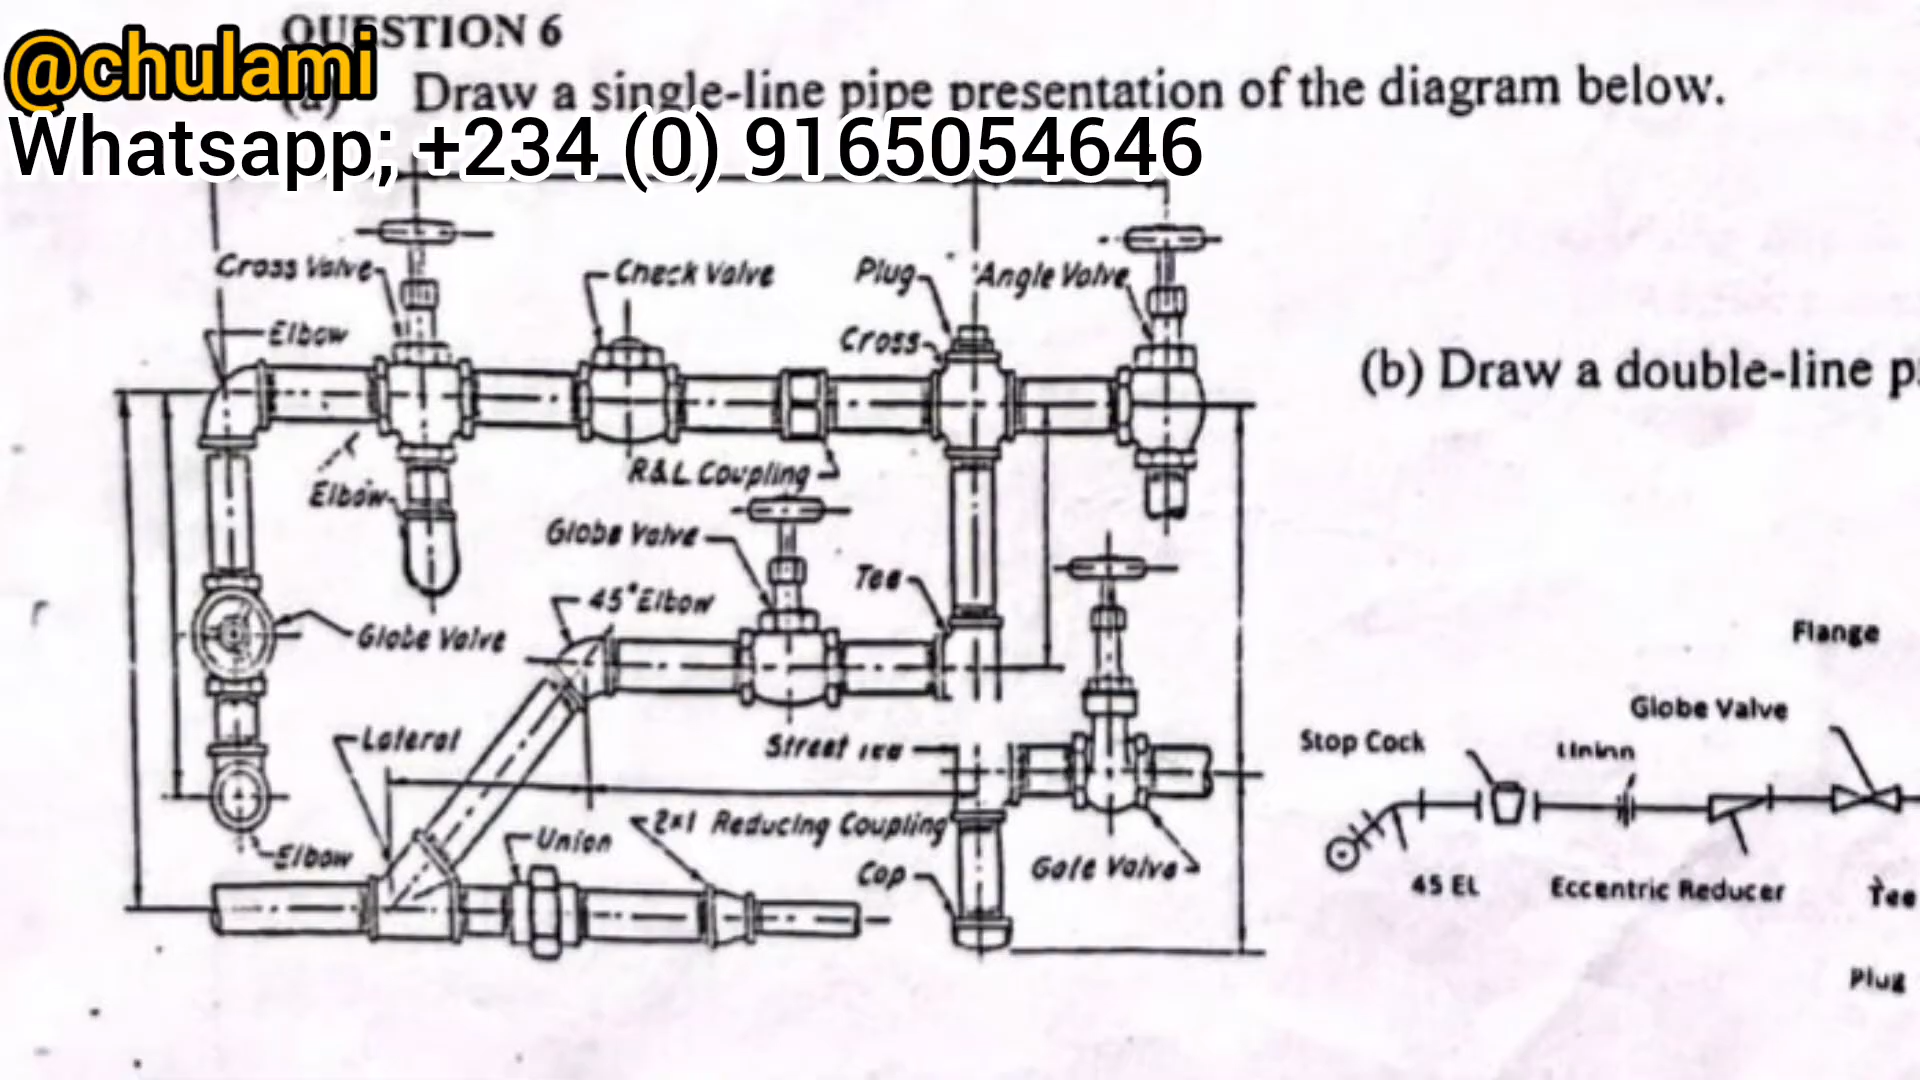 QUESTION 6
@chulami
(a) Draw a single-line pipe presentation of the diagram below.
Whatsapp; +234 (0) 9165054646
Cross Valve
Check Valve
Plug
Angle Valve
Elbow
Cross
(b) Draw a double-line
R&L Coupling
Elbow
Globe Valve
Tee
45° Elbow
Globe Valve
Flange
Globe Valve
Lateral
Street
Stop Cock
Union
2x1 Reducing Coupling
Union
Elbow
Cap
Gate Valve
45 EL
Eccentric Reducer
Tee
Plug